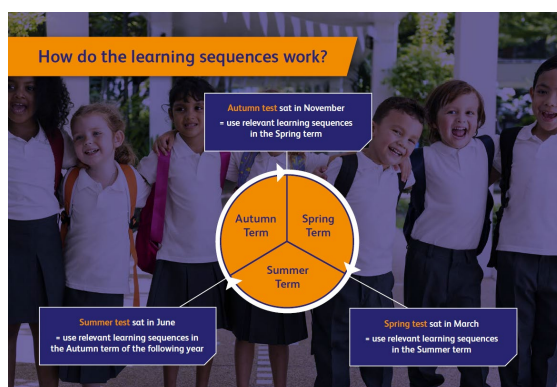 How do the learning sequences work?
Autumn test sat in November
= use relevant learning sequences
in the Spring term
Autumn
Term
Spring
Term
Summer
Term
Summer test sat in June
= use relevant learning sequences in
the Autumn term of the following year
Spring test sat in March
= use relevant learning sequences
in the Summer term